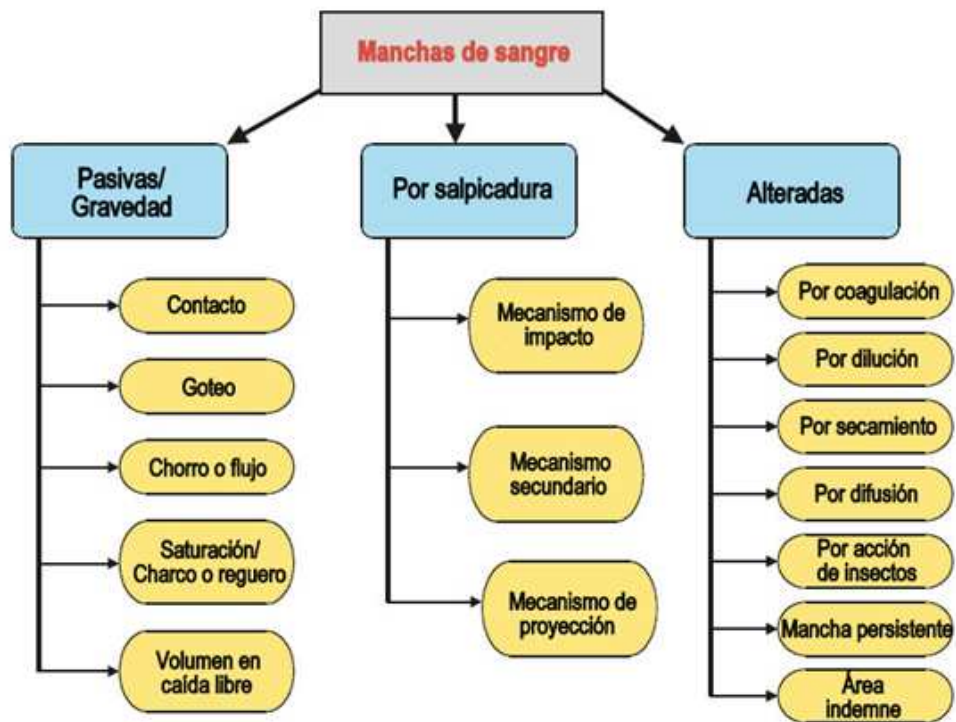 Manchas de sangre
Pasivas/
Gravedad
Contacto
Goteo
Chorro o flujo
Saturación/
Charco o reguero
Volumen en
caída libre
Por salpicadura
Mecanismo de
impacto
Mecanismo
secundario
Mecanismo de
proyección
Alteradas
Por coagulación
Por dilución
Por secamiento
Por difusión
Por acción
de insectos
Mancha persistente
Área
indemne